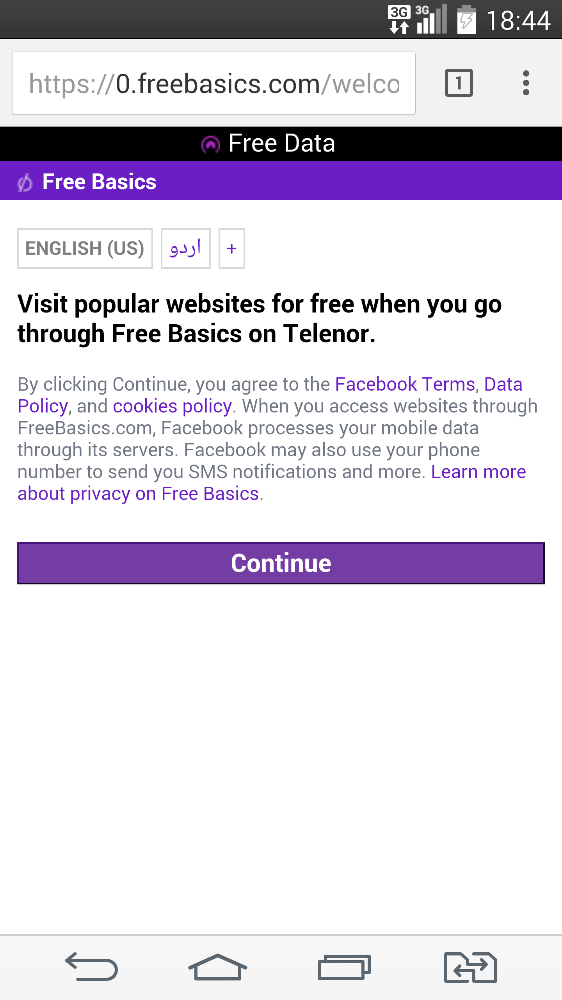 3G 3G 18:44
https://0.freebasics.com/welco
1
Free Data
Free Basics
ENGLISH (US) اردو +
Visit popular websites for free when you go
through Free Basics on Telenor.
By clicking Continue, you agree to the Facebook Terms, Data
Policy, and cookies policy. When you access websites through
FreeBasics.com, Facebook processes your mobile data
through its servers. Facebook may also use your phone
number to send you SMS notifications and more. Learn more
about privacy on Free Basics.
Continue